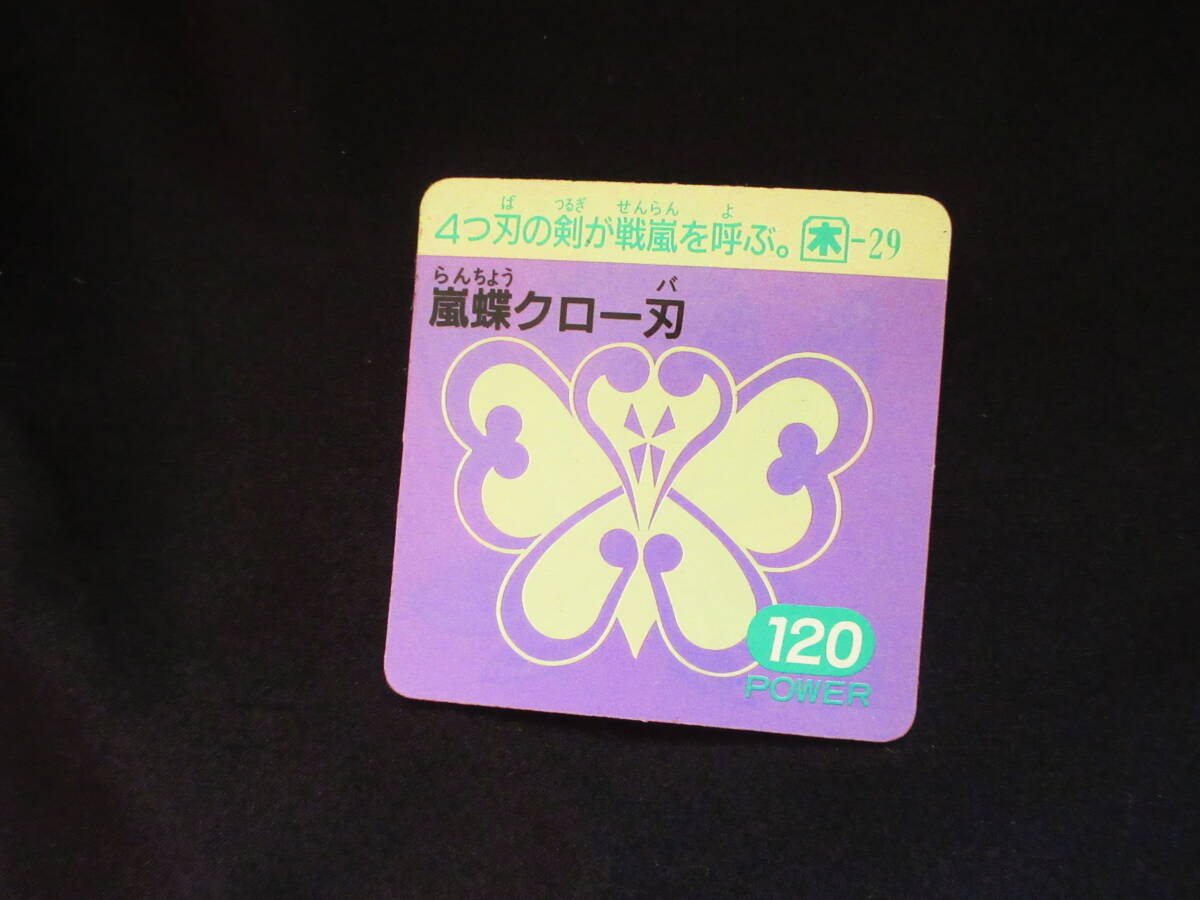 ば つるぎ せんらん よ
4つ刃の剣が戦嵐を呼ぶ。 木-29
らんちょう バ
嵐蝶クロー刃
120
POWER